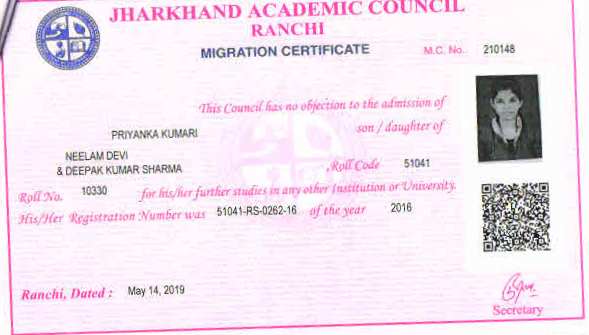 JHARKHAND ACADEMIC COUNCIL
RANCHI
MIGRATION CERTIFICATE M.C. No. 210148
This Council has no objection to the admission of
PRIYANKA KUMARI son / daughter of
NEELAM DEVI
& DEEPAK KUMAR SHARMA , Roll Code 51041
Roll No. 10330 for his/her further studies in any other Institution or University.
His/Her Registration Number was 51041-RS-0262-16 of the year 2016
Ranchi, Dated : May 14, 2019
Secretary